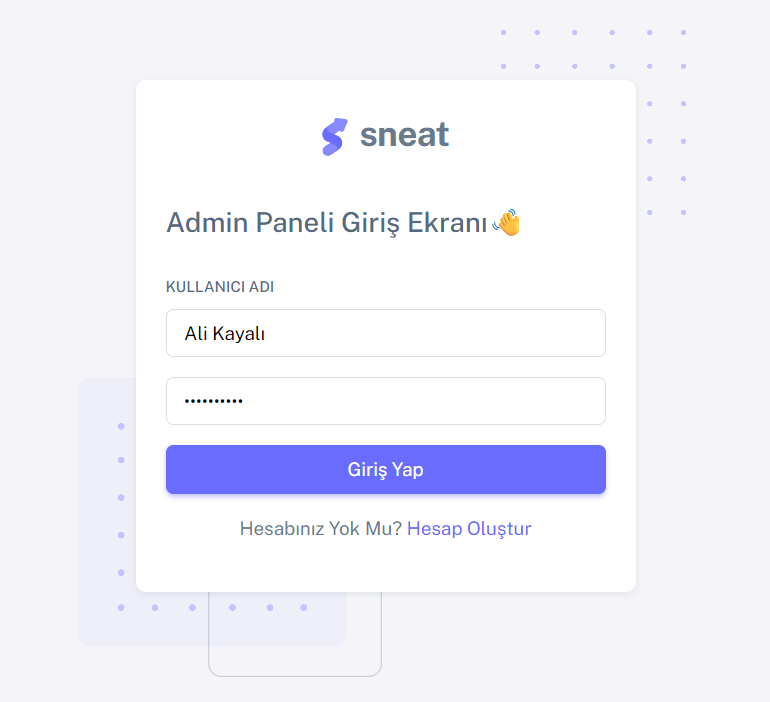 sneat
Admin Paneli Giriş Ekranı👋
KULLANICI ADI
Ali Kayalı
••••••••••
Giriş Yap
Hesabınız Yok Mu? Hesap Oluştur